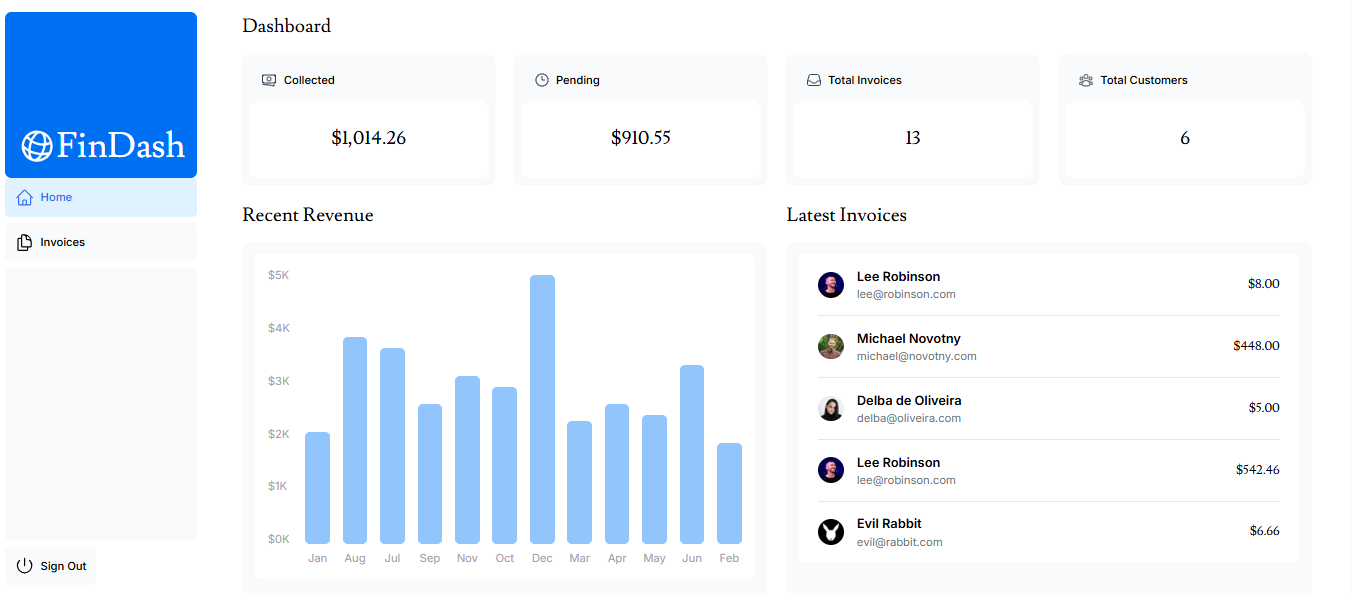 FinDash
Home
Invoices
Sign Out
Dashboard
Collected
$1,014.26
Pending
$910.55
Total Invoices
13
Total Customers
6
Recent Revenue
$5K
$4K
$3K
$2K
$1K
$0K
Jan Aug Jul Sep Nov Oct Dec Mar Apr May Jun Feb
Latest Invoices
Lee Robinson
lee@robinson.com
$8.00
Michael Novotny
michael@novotny.com
$448.00
Delba de Oliveira
delba@oliveira.com
$5.00
Lee Robinson
lee@robinson.com
$542.46
Evil Rabbit
evil@rabbit.com
$6.66